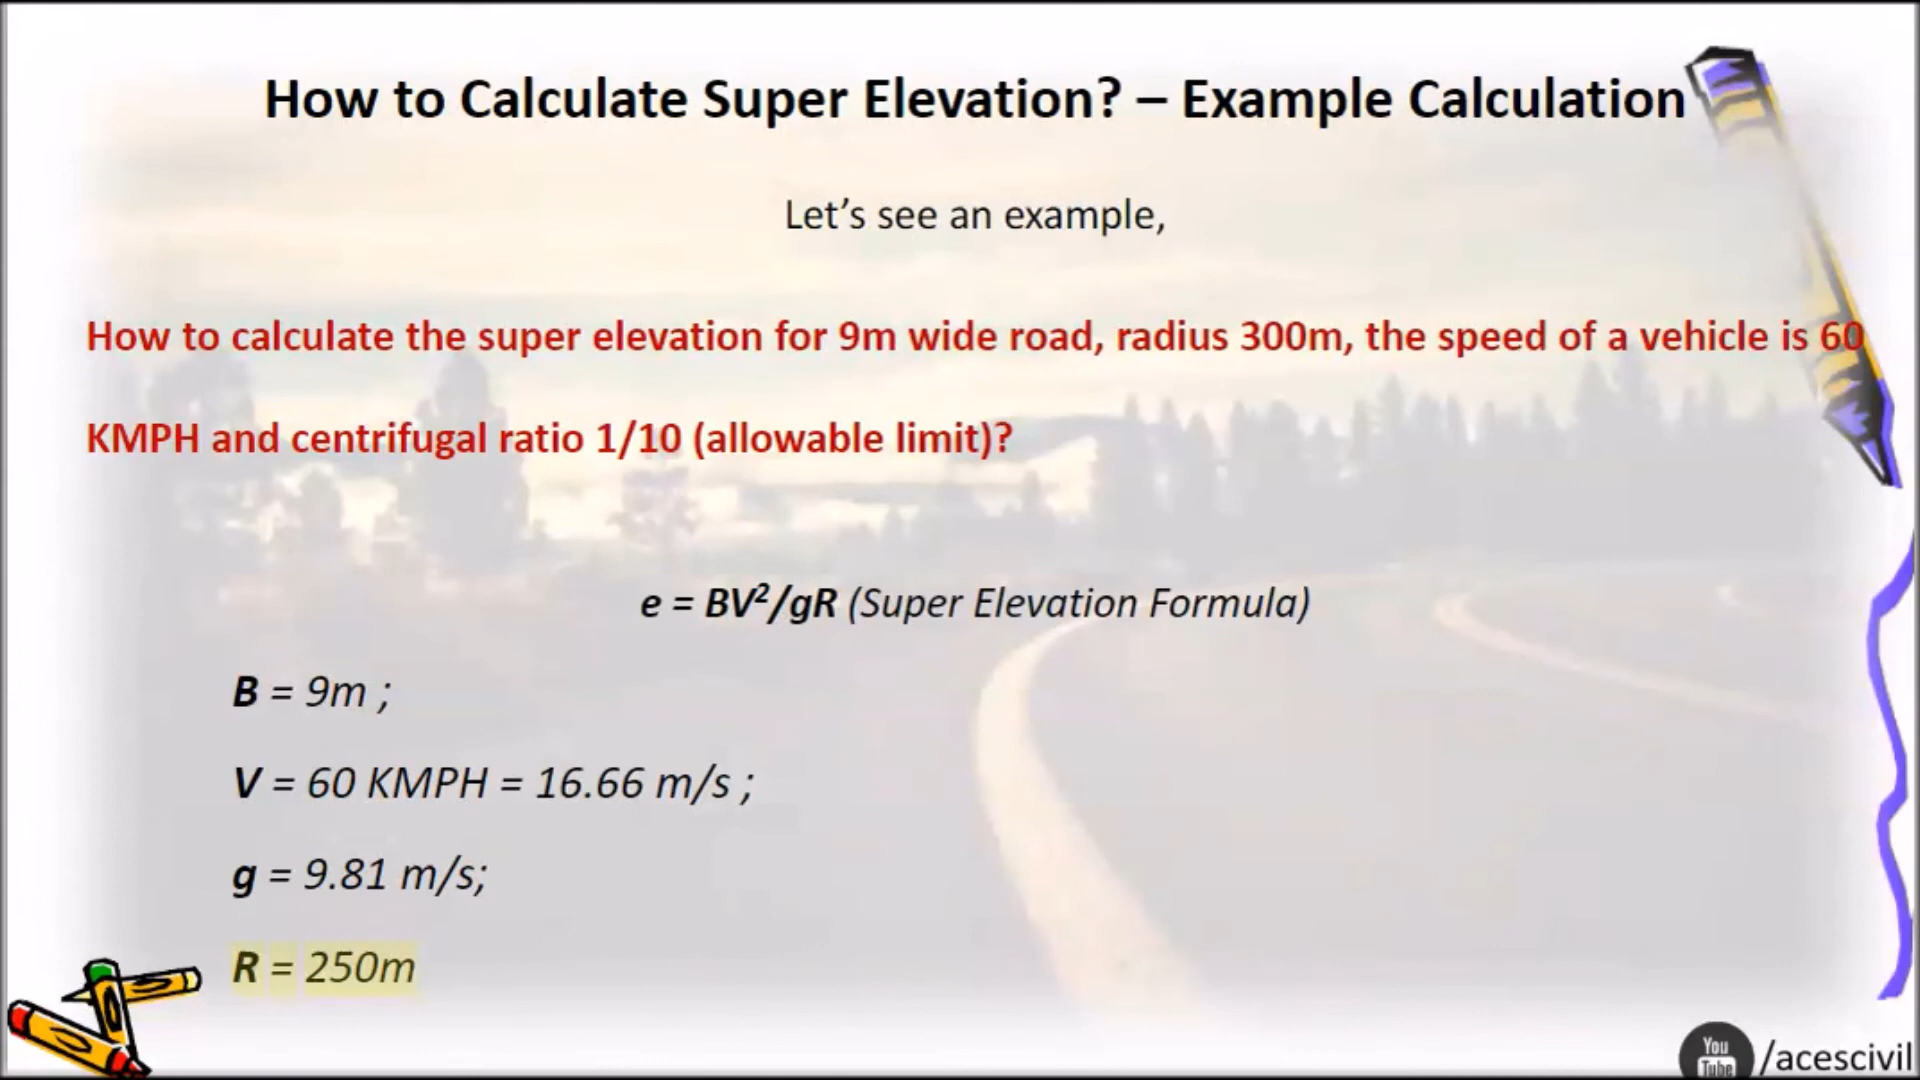 How to Calculate Super Elevation? – Example Calculation
Let's see an example,
How to calculate the super elevation for 9m wide road, radius 300m, the speed of a vehicle is 60
KMPH and centrifugal ratio 1/10 (allowable limit)?
e = BV²/gR (Super Elevation Formula)
B = 9m ;
V = 60 KMPH = 16.66 m/s ;
g = 9.81 m/s;
R = 250m
You
Tube
/acescivil